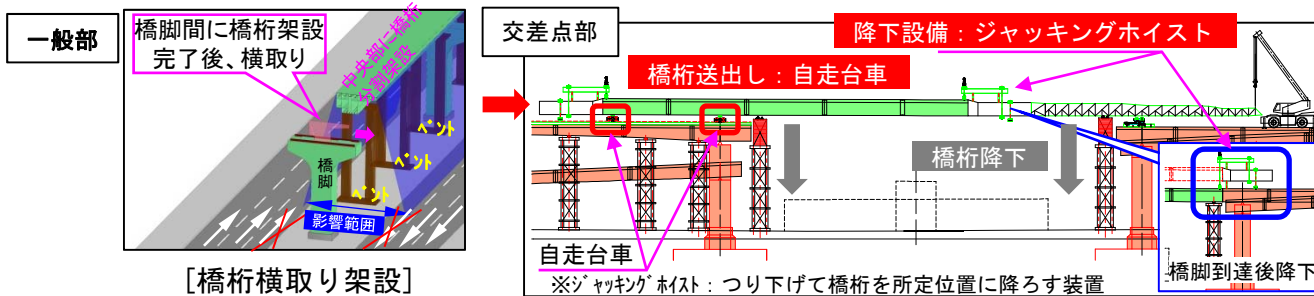 一般部
橋脚間に橋桁架設
完了後、横取り
中央部に橋桁
分割架設
ベント
ベント
ベント
橋脚
影響範囲
[橋桁横取り架設]
交差点部
降下設備：ジャッキングホイスト
橋桁送出し：自走台車
橋桁降下
自走台車
橋脚到達後降下
※ジャッキングホイスト：つり下げて橋桁を所定位置に降ろす装置